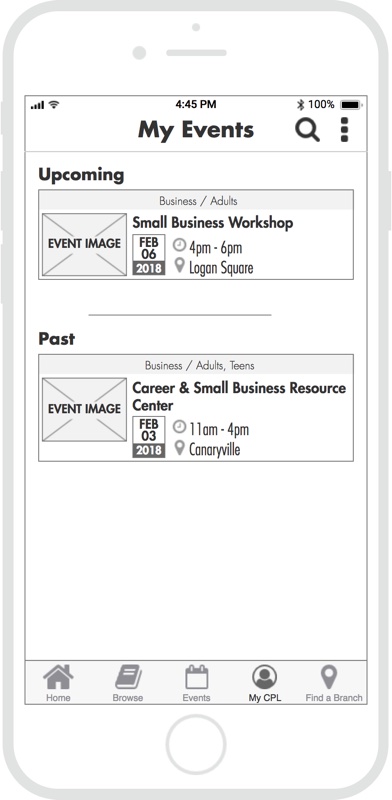 4:45 PM
100%
My Events
Upcoming
Business / Adults
EVENT IMAGE
Small Business Workshop
FEB
06
2018
4pm - 6pm
Logan Square
Past
Business / Adults, Teens
EVENT IMAGE
Career & Small Business Resource
Center
FEB
03
2018
11am - 4pm
Canaryville
Home
Browse
Events
My CPL
Find a Branch